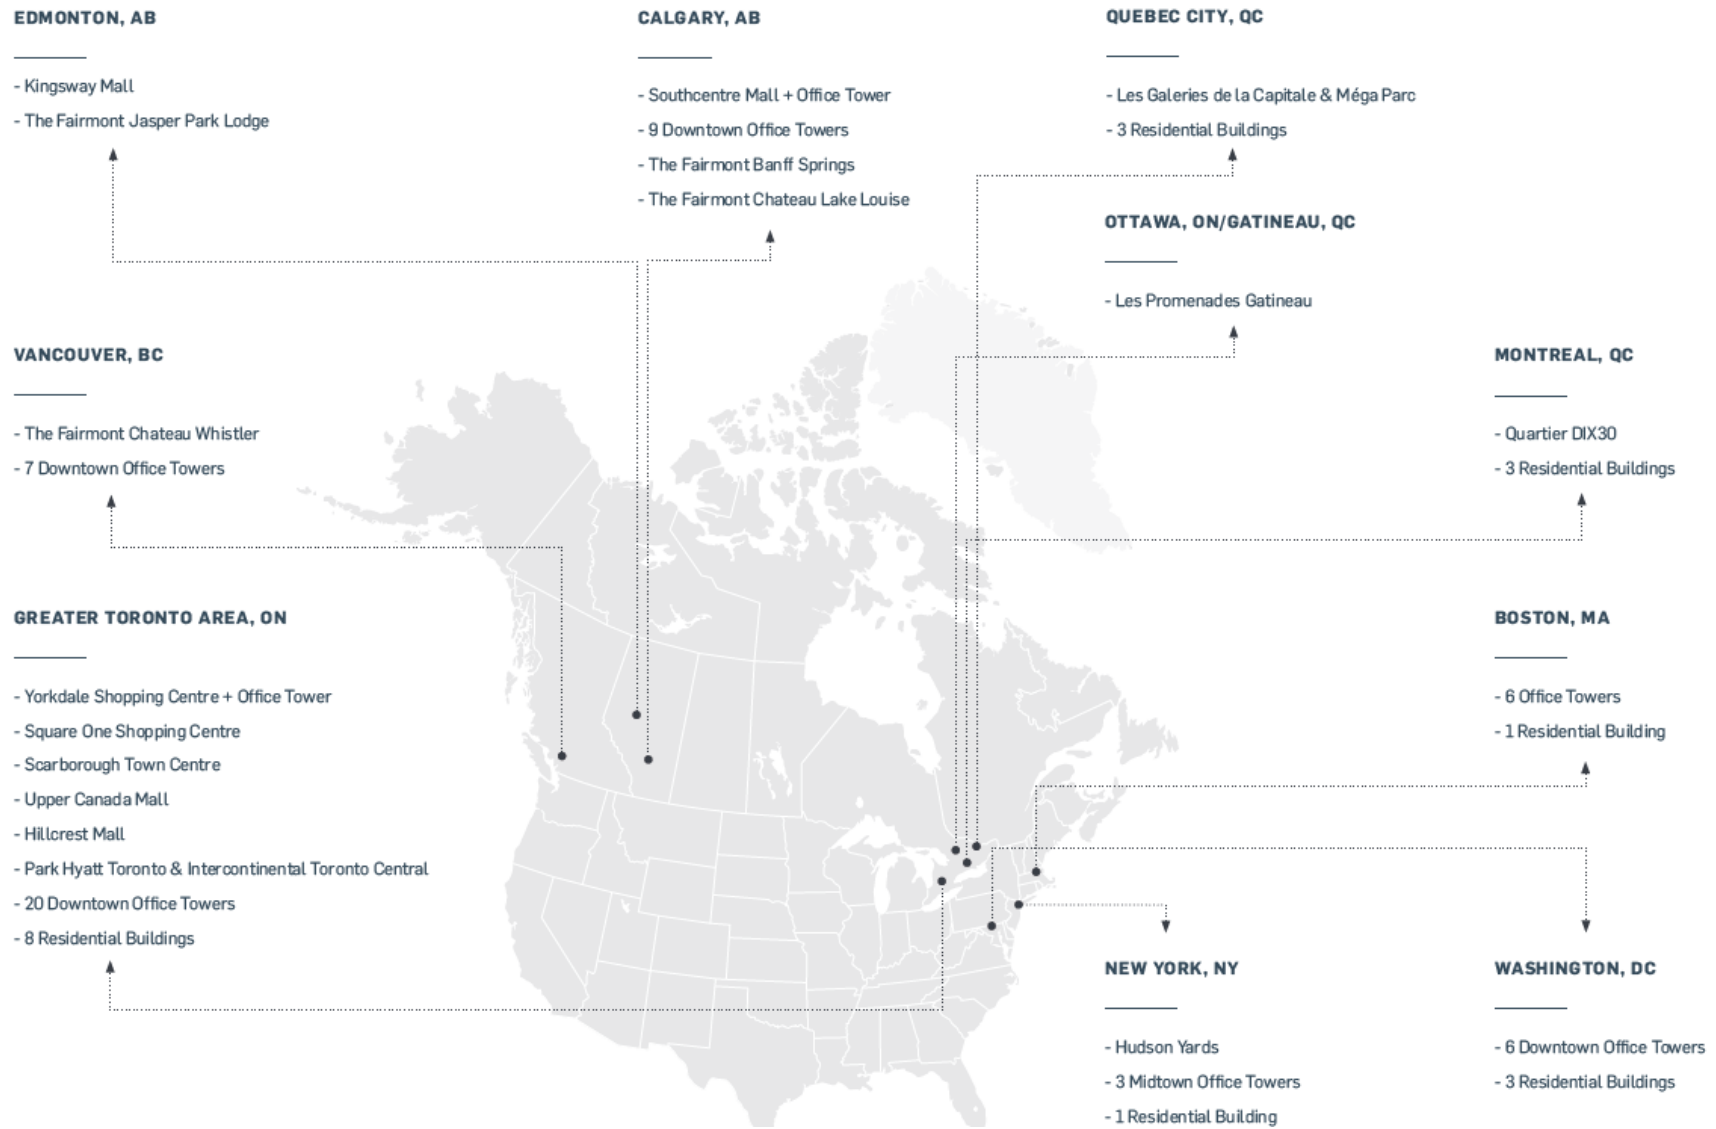 EDMONTON, AB
- Kingsway Mall
- The Fairmont Jasper Park Lodge
CALGARY, AB
- Southcentre Mall + Office Tower
- 9 Downtown Office Towers
- The Fairmont Banff Springs
- The Fairmont Chateau Lake Louise
QUEBEC CITY, QC
- Les Galeries de la Capitale & Méga Parc
- 3 Residential Buildings
OTTAWA, ON/GATINEAU, QC
- Les Promenades Gatineau
VANCOUVER, BC
- The Fairmont Chateau Whistler
- 7 Downtown Office Towers
MONTREAL, QC
- Quartier DIX30
- 3 Residential Buildings
GREATER TORONTO AREA, ON
- Yorkdale Shopping Centre + Office Tower
- Square One Shopping Centre
- Scarborough Town Centre
- Upper Canada Mall
- Hillcrest Mall
- Park Hyatt Toronto & Intercontinental Toronto Central
- 20 Downtown Office Towers
- 8 Residential Buildings
BOSTON, MA
- 6 Office Towers
- 1 Residential Building
NEW YORK, NY
- Hudson Yards
- 3 Midtown Office Towers
- 1 Residential Building
WASHINGTON, DC
- 6 Downtown Office Towers
- 3 Residential Buildings